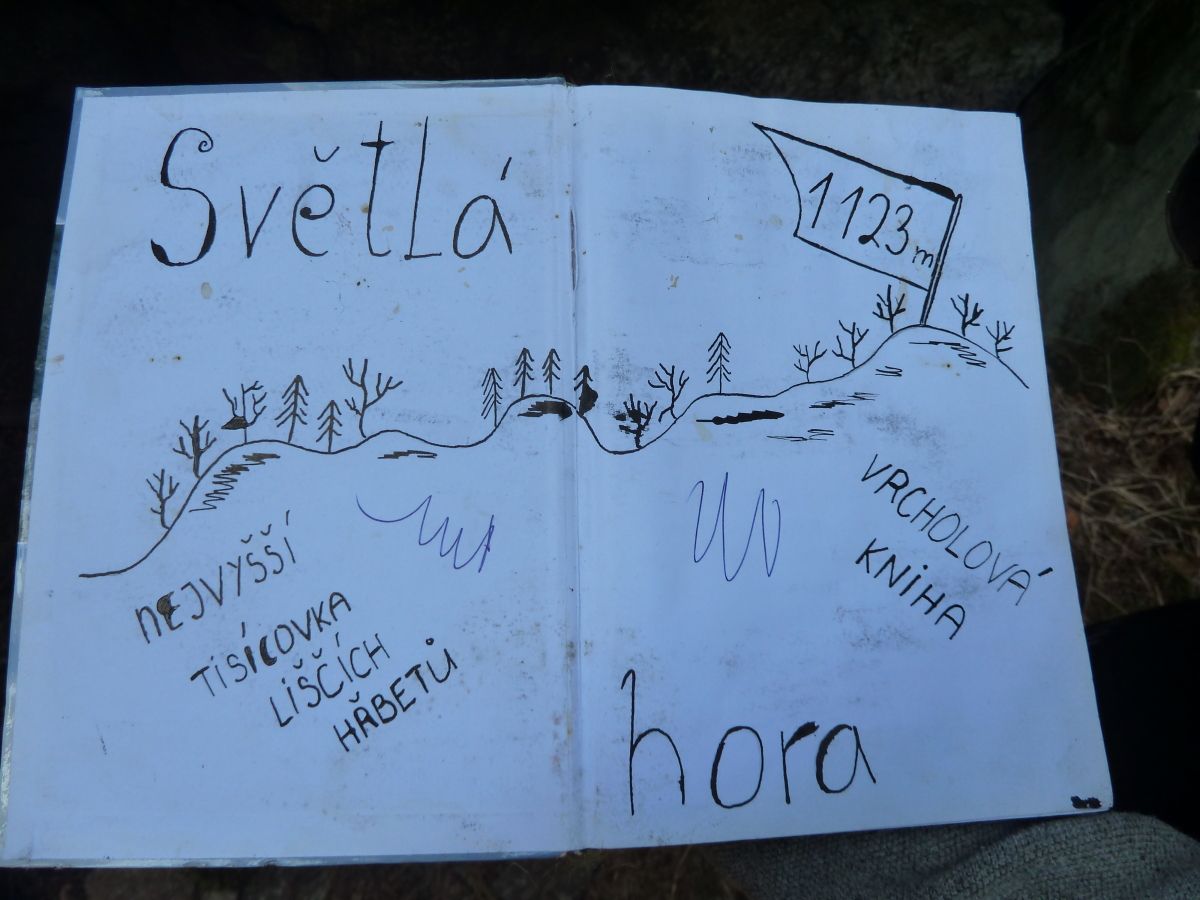 Světlá
1123 m
NEJVYŠŠÍ
TISÍCOVKA
LIŠČÍCH
HŘBETŮ
VRCHOLOVÁ
KNIHA
hora